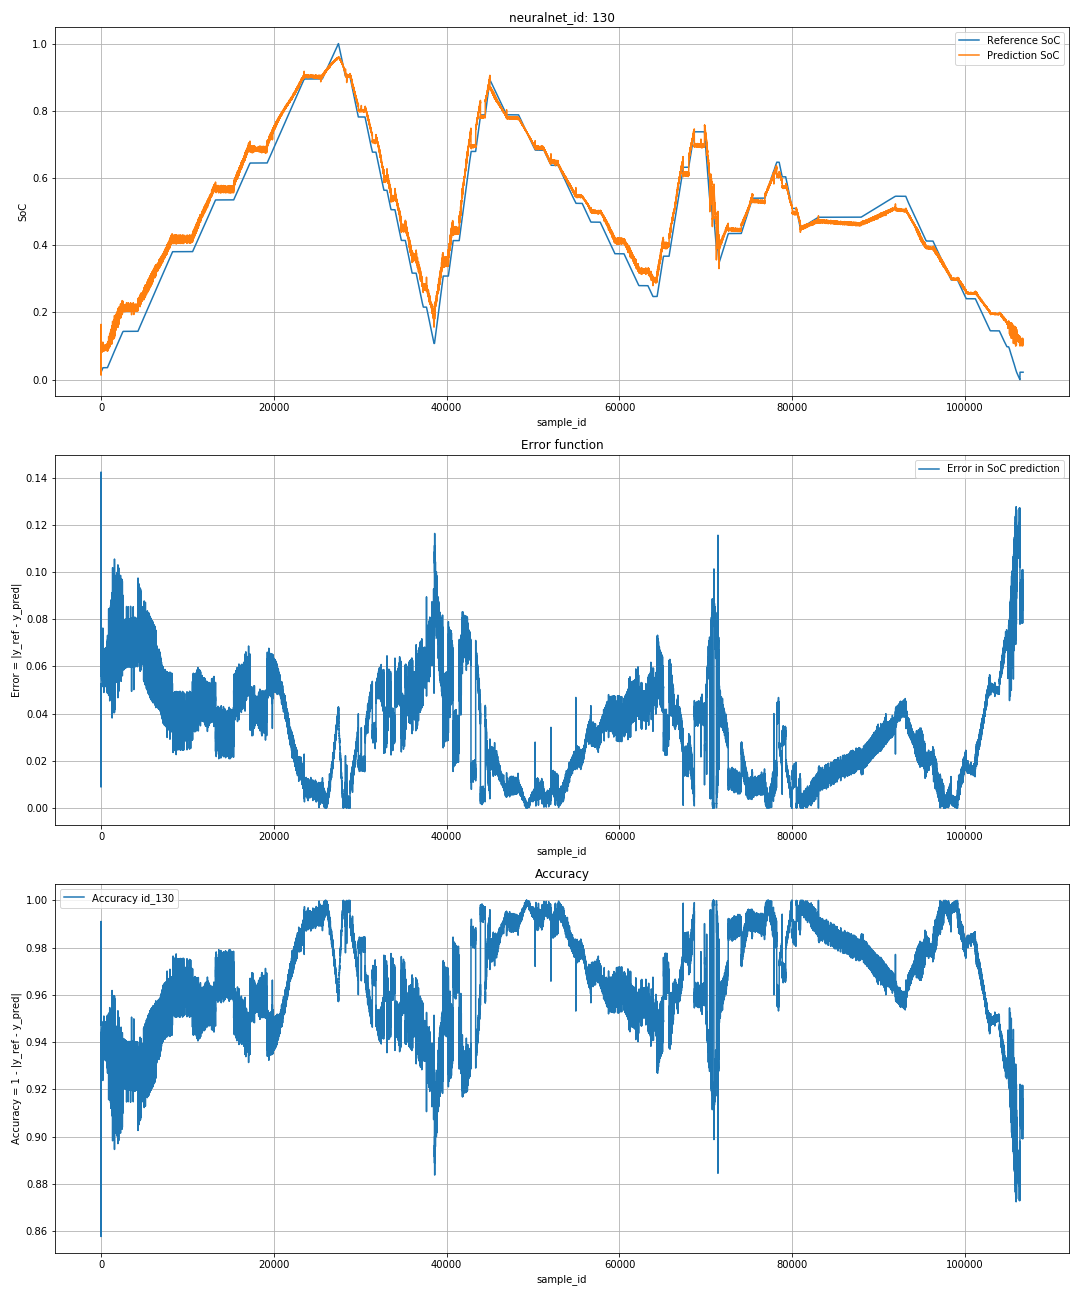 neuralnet_id: 130
Reference SoC
Prediction SoC
1.0
0.8
0.6
0.4
0.2
0.0
SoC
0 20000 40000 60000 80000 100000
sample_id
Error function
Error in SoC prediction
0.14
0.12
0.10
0.08
0.06
0.04
0.02
0.00
Error = |y_ref - y_pred|
0 20000 40000 60000 80000 100000
sample_id
Accuracy
Accuracy id_130
1.00
0.98
0.96
0.94
0.92
0.90
0.88
0.86
Accuracy = 1 - |y_ref - y_pred|
0 20000 40000 60000 80000 100000
sample_id